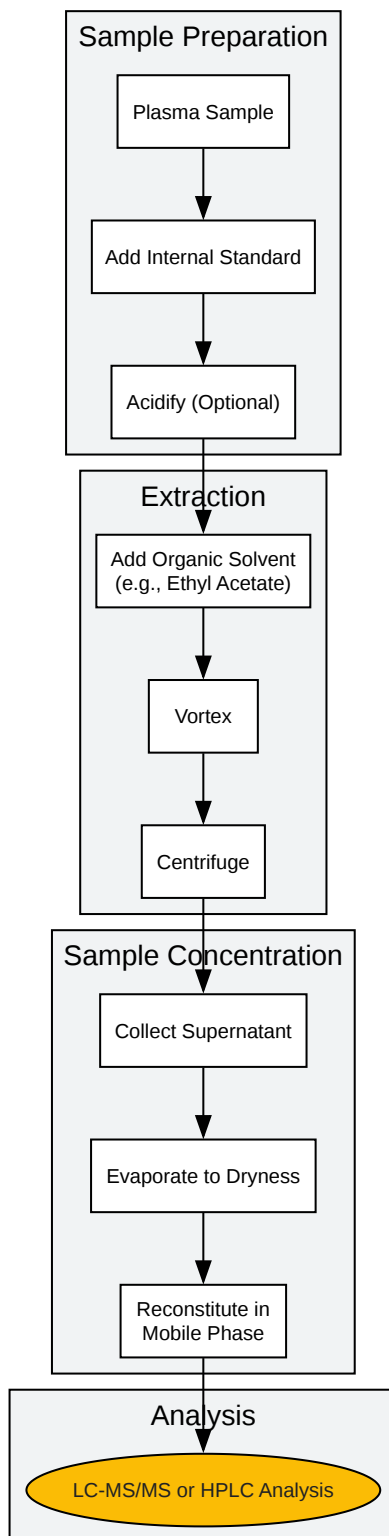 Sample Preparation
Plasma Sample
Add Internal Standard
Acidify (Optional)
Extraction
Add Organic Solvent
(e.g., Ethyl Acetate)
Vortex
Centrifuge
Sample Concentration
Collect Supernatant
Evaporate to Dryness
Reconstitute in
Mobile Phase
Analysis
LC-MS/MS or HPLC Analysis